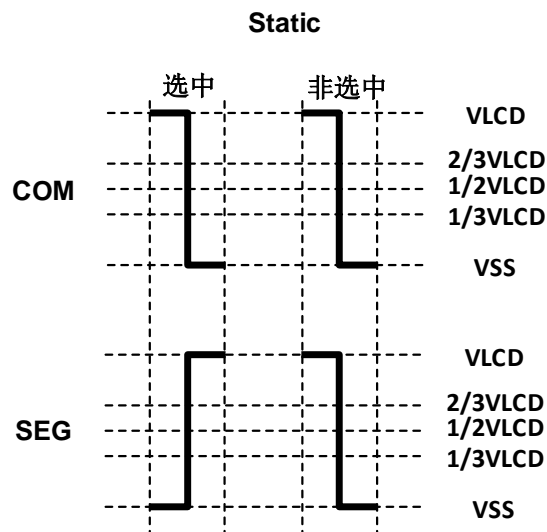 Static
选中 非选中
VLCD
2/3VLCD
COM 1/2VLCD
1/3VLCD
VSS
VLCD
2/3VLCD
SEG 1/2VLCD
1/3VLCD
VSS